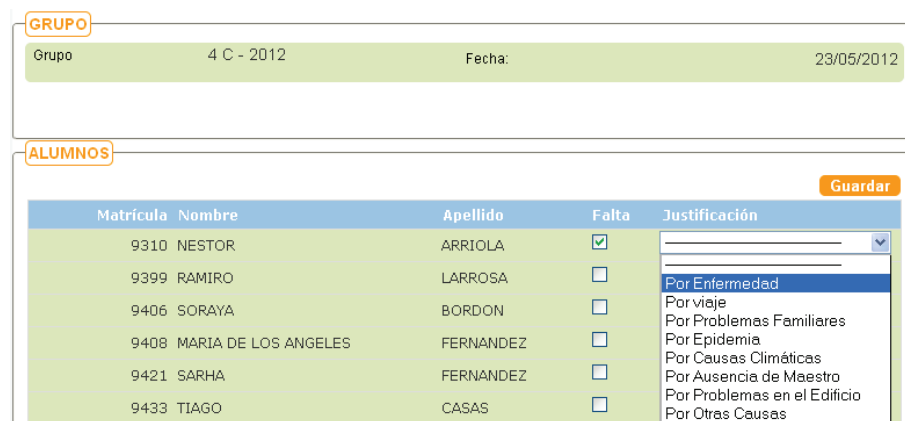 GRUPO
Grupo 4 C - 2012 Fecha: 23/05/2012
ALUMNOS
Guardar
Matrícula Nombre Apellido Falta Justificación
9310 NESTOR ARRIOLA
9399 RAMIRO LARROSA
9406 SORAYA BORDON
9408 MARIA DE LOS ANGELES FERNANDEZ
9421 SARHA FERNANDEZ
9433 TIAGO CASAS
Por Enfermedad
Por viaje
Por Problemas Familiares
Por Epidemia
Por Causas Climáticas
Por Ausencia de Maestro
Por Problemas en el Edificio
Por Otras Causas